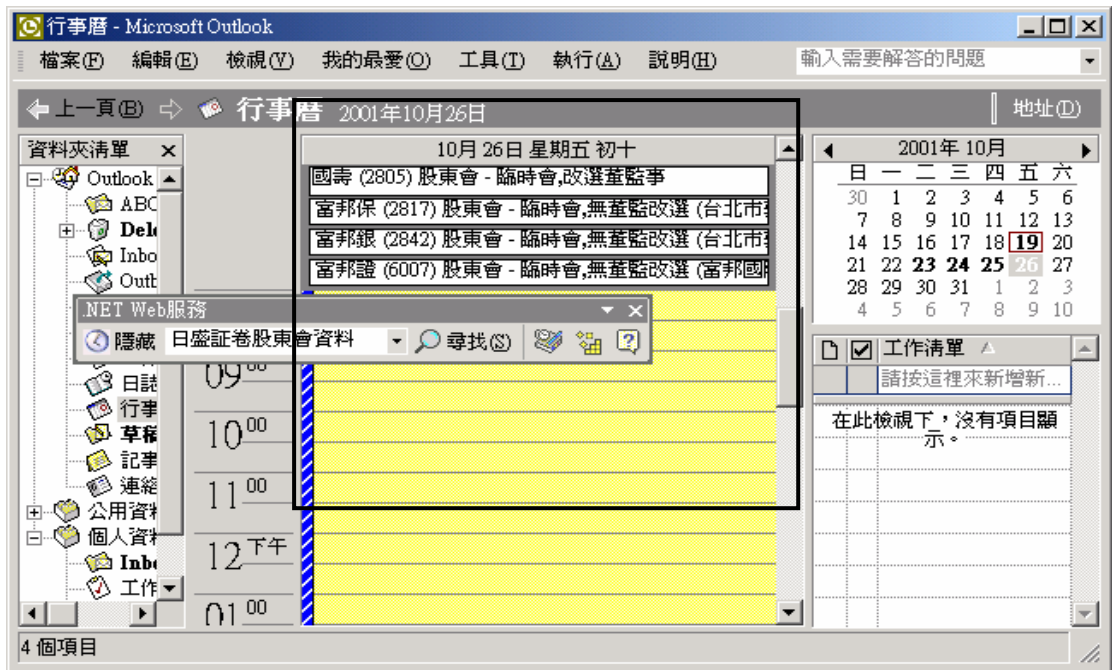 行事曆 - Microsoft Outlook
檔案(F) 編輯(E) 檢視(V) 我的最愛(O) 工具(T) 執行(A) 說明(H) 輸入需要解答的問題
上一頁(B) 行事曆 2001年10月26日 地址(D)
資料夾清單
Outlook
ABC
Dele
Inbo
Outl
日誌
行事
草稿
記事
連絡
公用資料
個人資料
Inbo
工作
10月 26日 星期五 初十
國壽 (2805) 股東會 - 臨時會,改選董監事
富邦保 (2817) 股東會 - 臨時會,無董監改選 (台北市
富邦銀 (2842) 股東會 - 臨時會,無董監改選 (台北市
富邦證 (6007) 股東會 - 臨時會,無董監改選 (富邦國
.NET Web服務
隱藏 日盛証卷股東會資料 尋找(S)
09 00
10 00
11 00
12 下午
01 00
2001年 10月
日 一 二 三 四 五 六
30 1 2 3 4 5 6
7 8 9 10 11 12 13
14 15 16 17 18 19 20
21 22 23 24 25 26 27
28 29 30 31 1 2 3
4 5 6 7 8 9 10
工作清單
請按這裡來新增新...
在此檢視下，沒有項目顯
示。
4 個項目